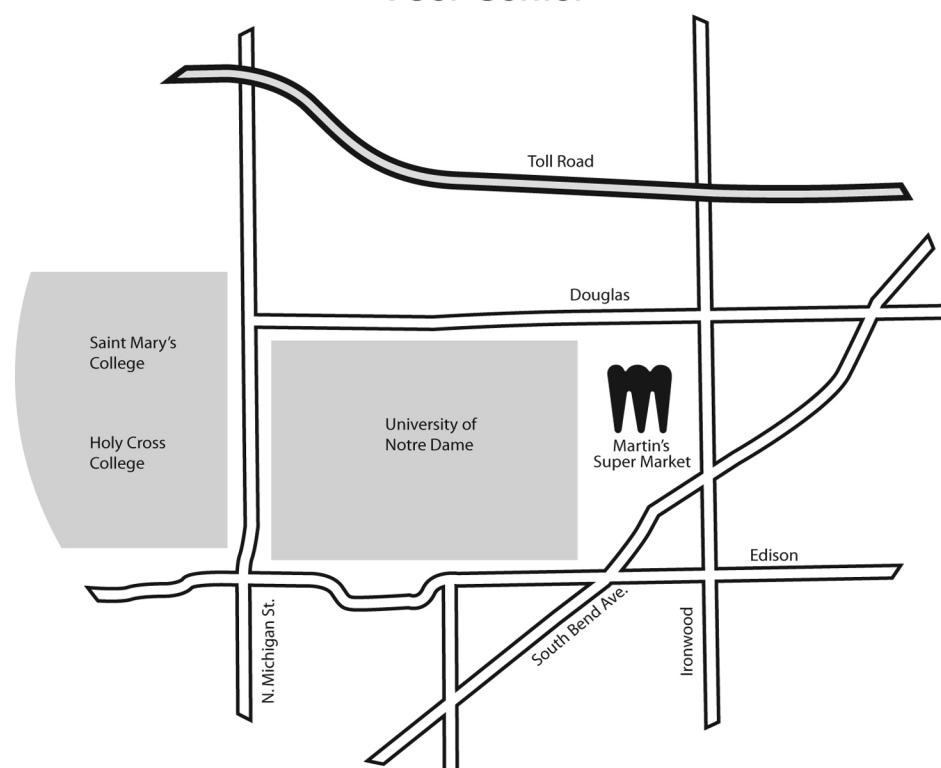 Toll Road
Douglas
Saint Mary's
College
University of
Notre Dame
Holy Cross
College
Martin's
Super Market
Edison
South Bend Ave.
N. Michigan St.
Ironwood